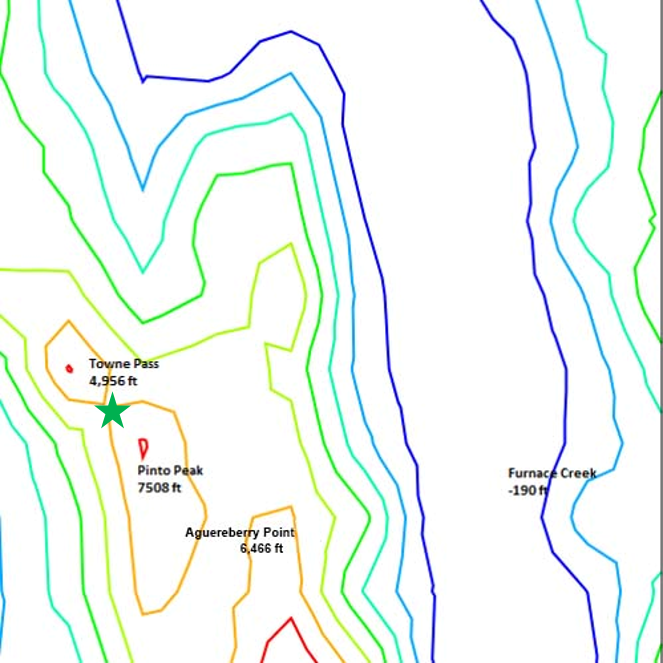 Towne Pass
4,956 ft
Pinto Peak
7508 ft
Furnace Creek
-190 ft
Aguereberry Point
6,466 ft